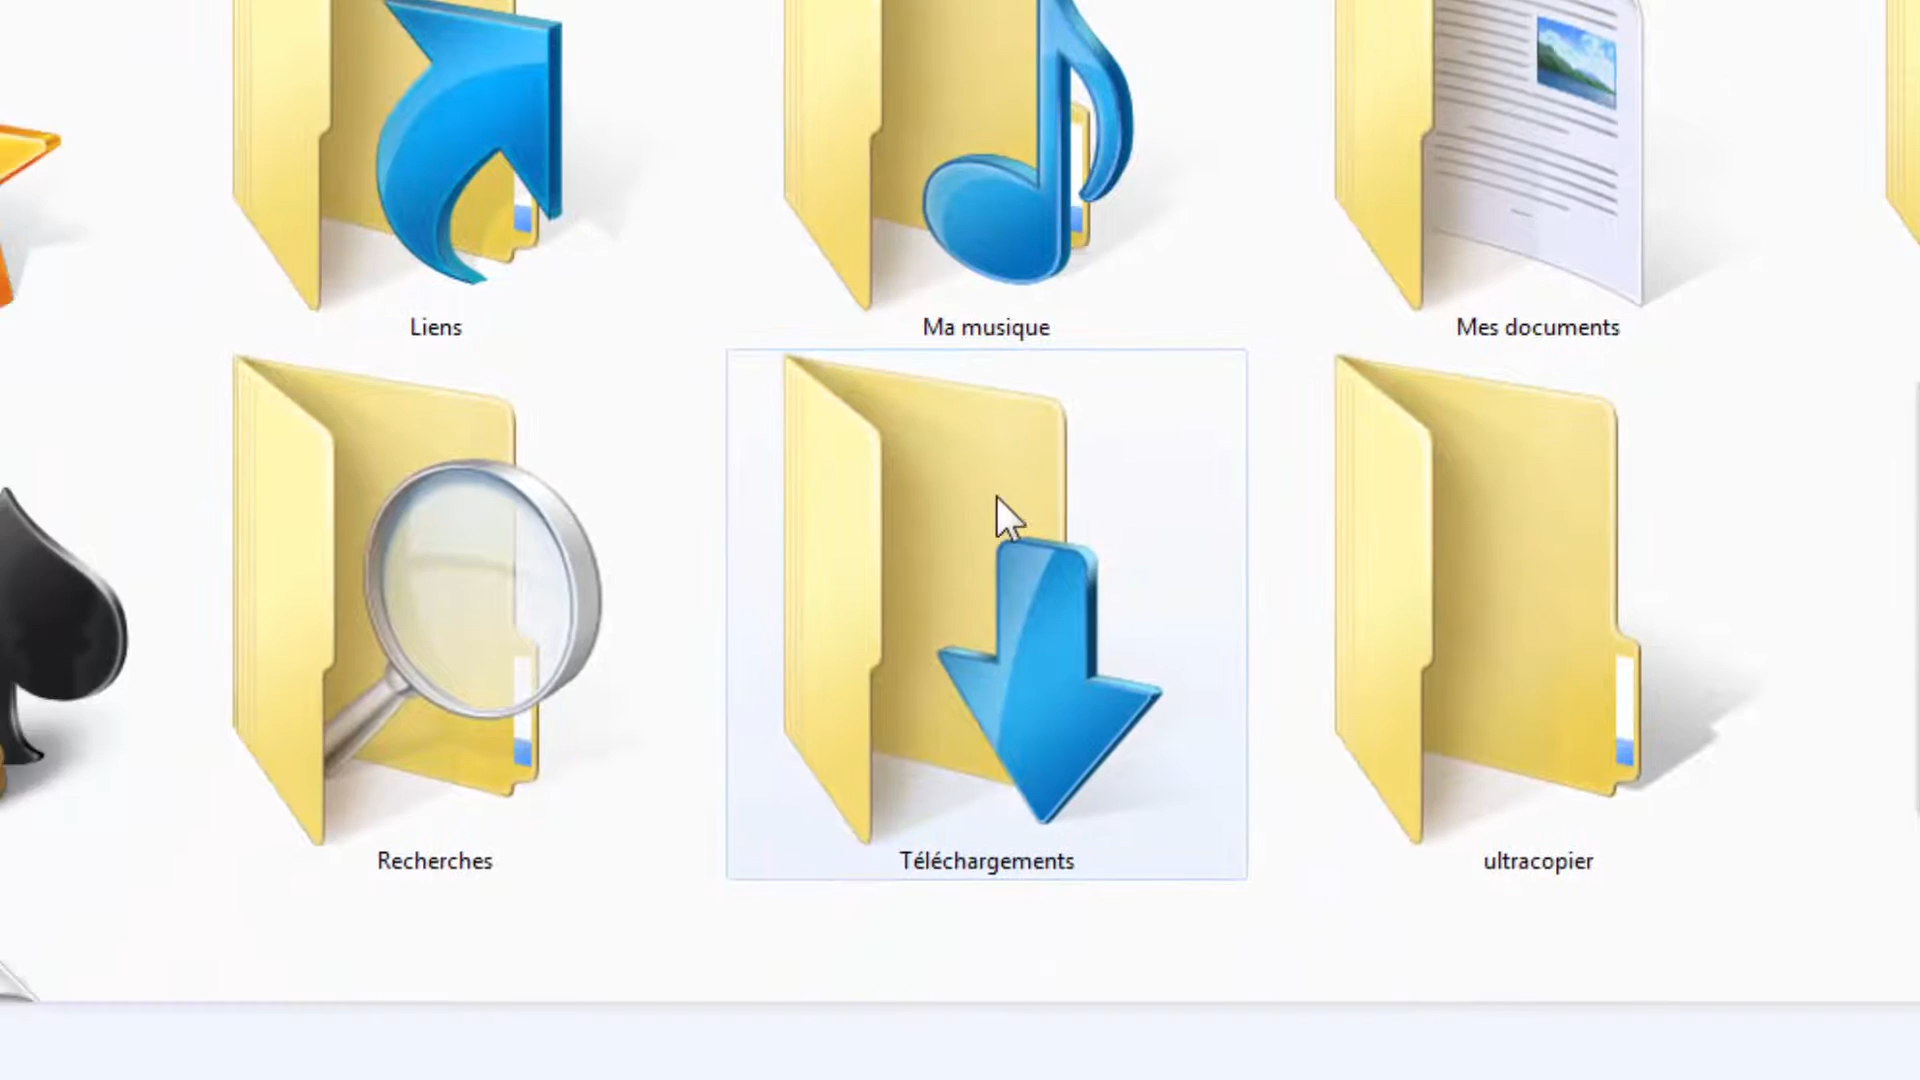 Liens
Ma musique
Mes documents
Recherches
Téléchargements
ultracopier